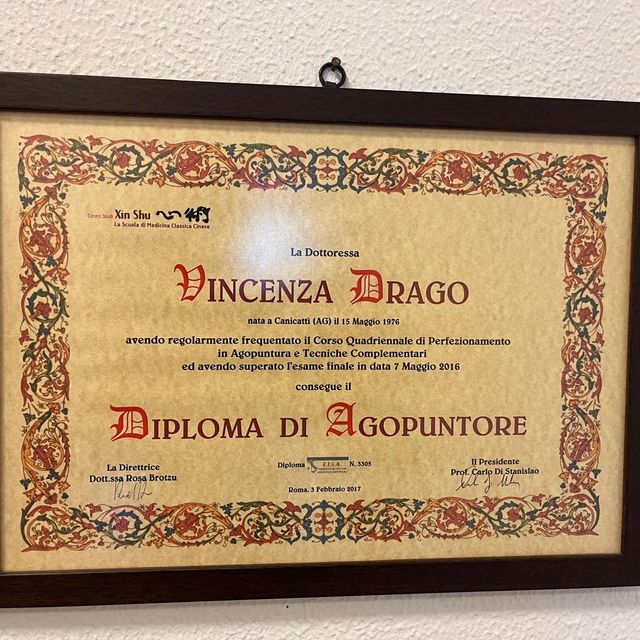 Centro Studi Xin Shu 心術
La Scuola di Medicina Classica Cinese
La Dottoressa
VINCENZA DRAGO
nata a Canicattì (AG) il 15 Maggio 1976
avendo regolarmente frequentato il Corso Quadriennale di Perfezionamento
in Agopuntura e Tecniche Complementari
ed avendo superato l'esame finale in data 7 Maggio 2016
consegue il
DIPLOMA DI AGOPUNTORE
La Direttrice
Dott.ssa Rosa Brotzu
Diploma F.I.S.A. N. 3305
Il Presidente
Prof. Carlo Di Stanislao
Roma, 3 Febbraio 2017